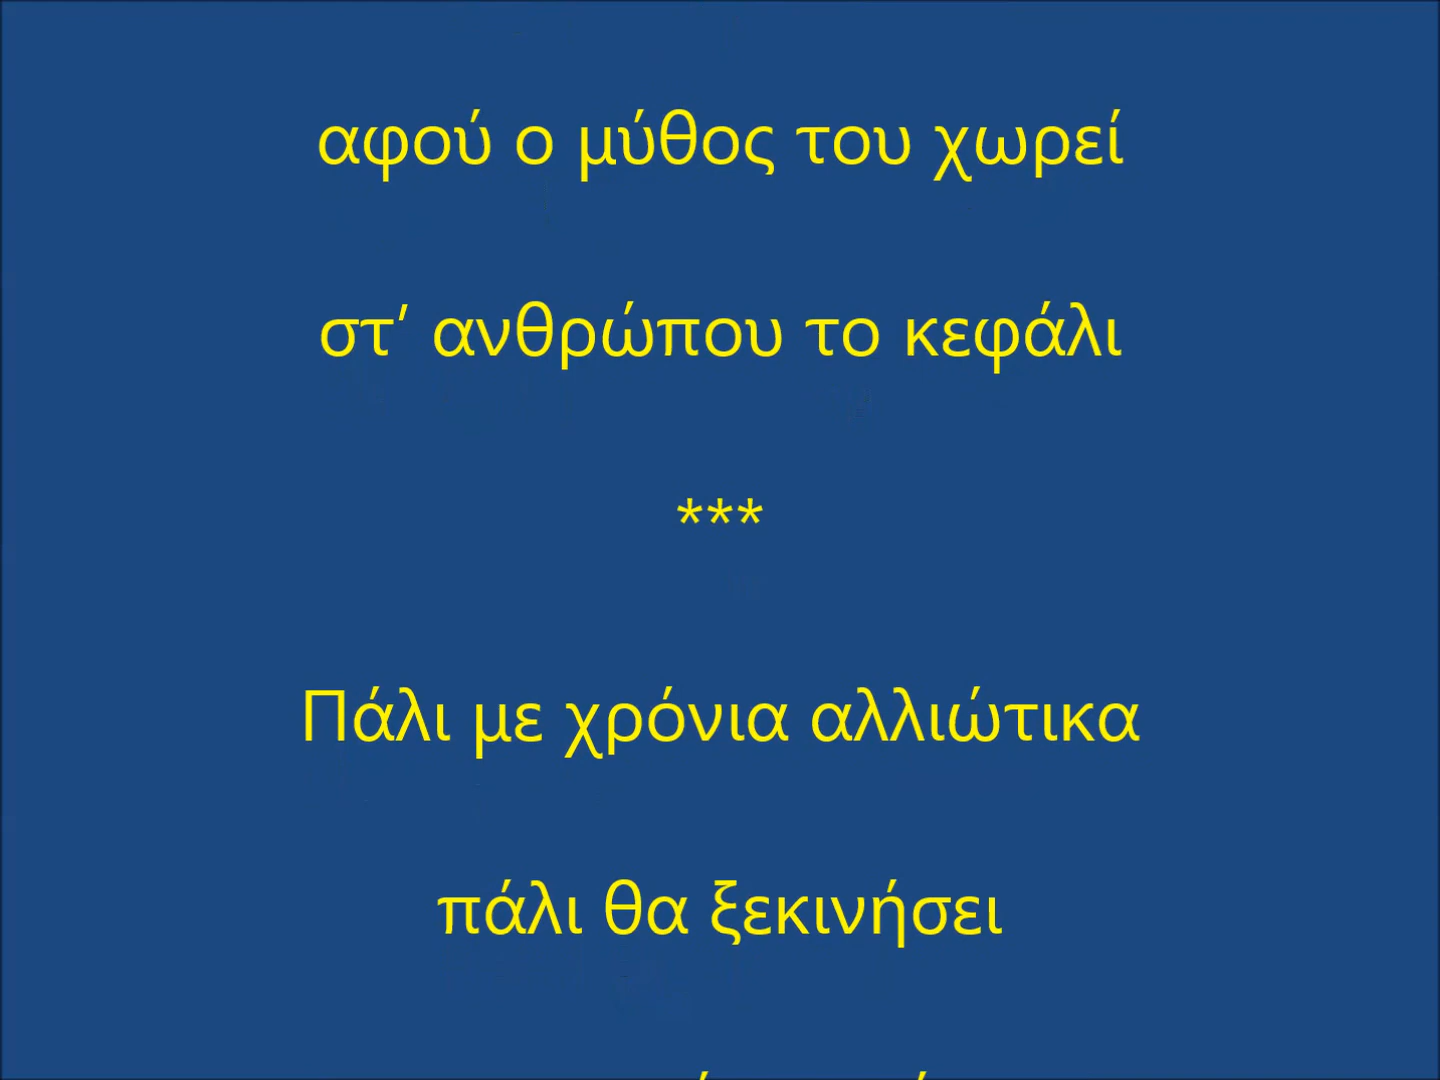 αφού ο μύθος του χωρεί
στ’ ανθρώπου το κεφάλι
***
Πάλι με χρόνια αλλιώτικα
πάλι θα ξεκινήσει